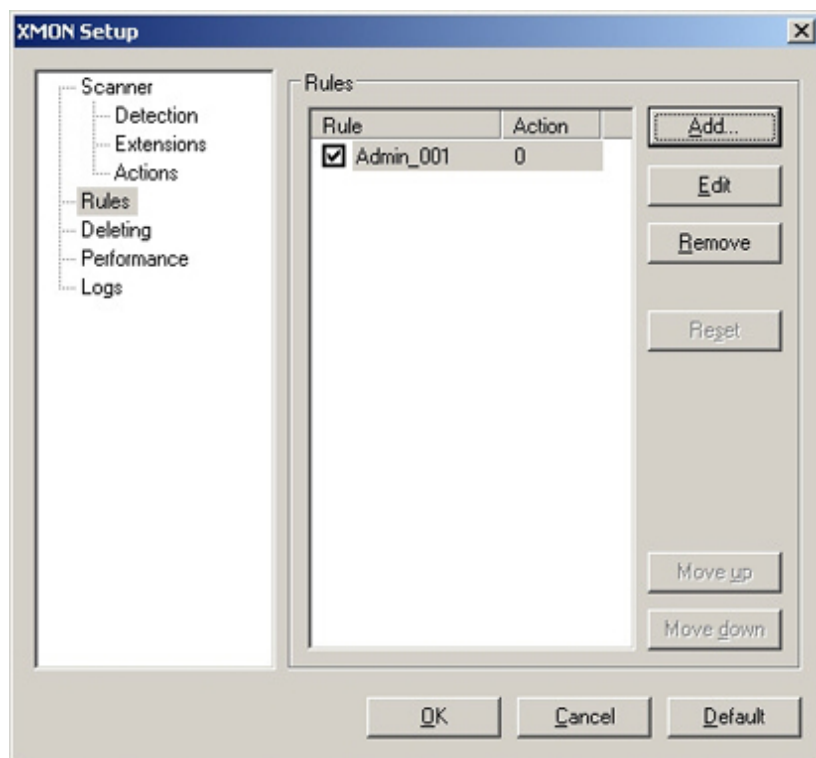 XMON Setup
Scanner
Detection
Extensions
Actions
Rules
Deleting
Performance
Logs
Rules
Rule Action
Admin_001 0
Add...
Edit
Remove
Reset
Move up
Move down
OK Cancel Default